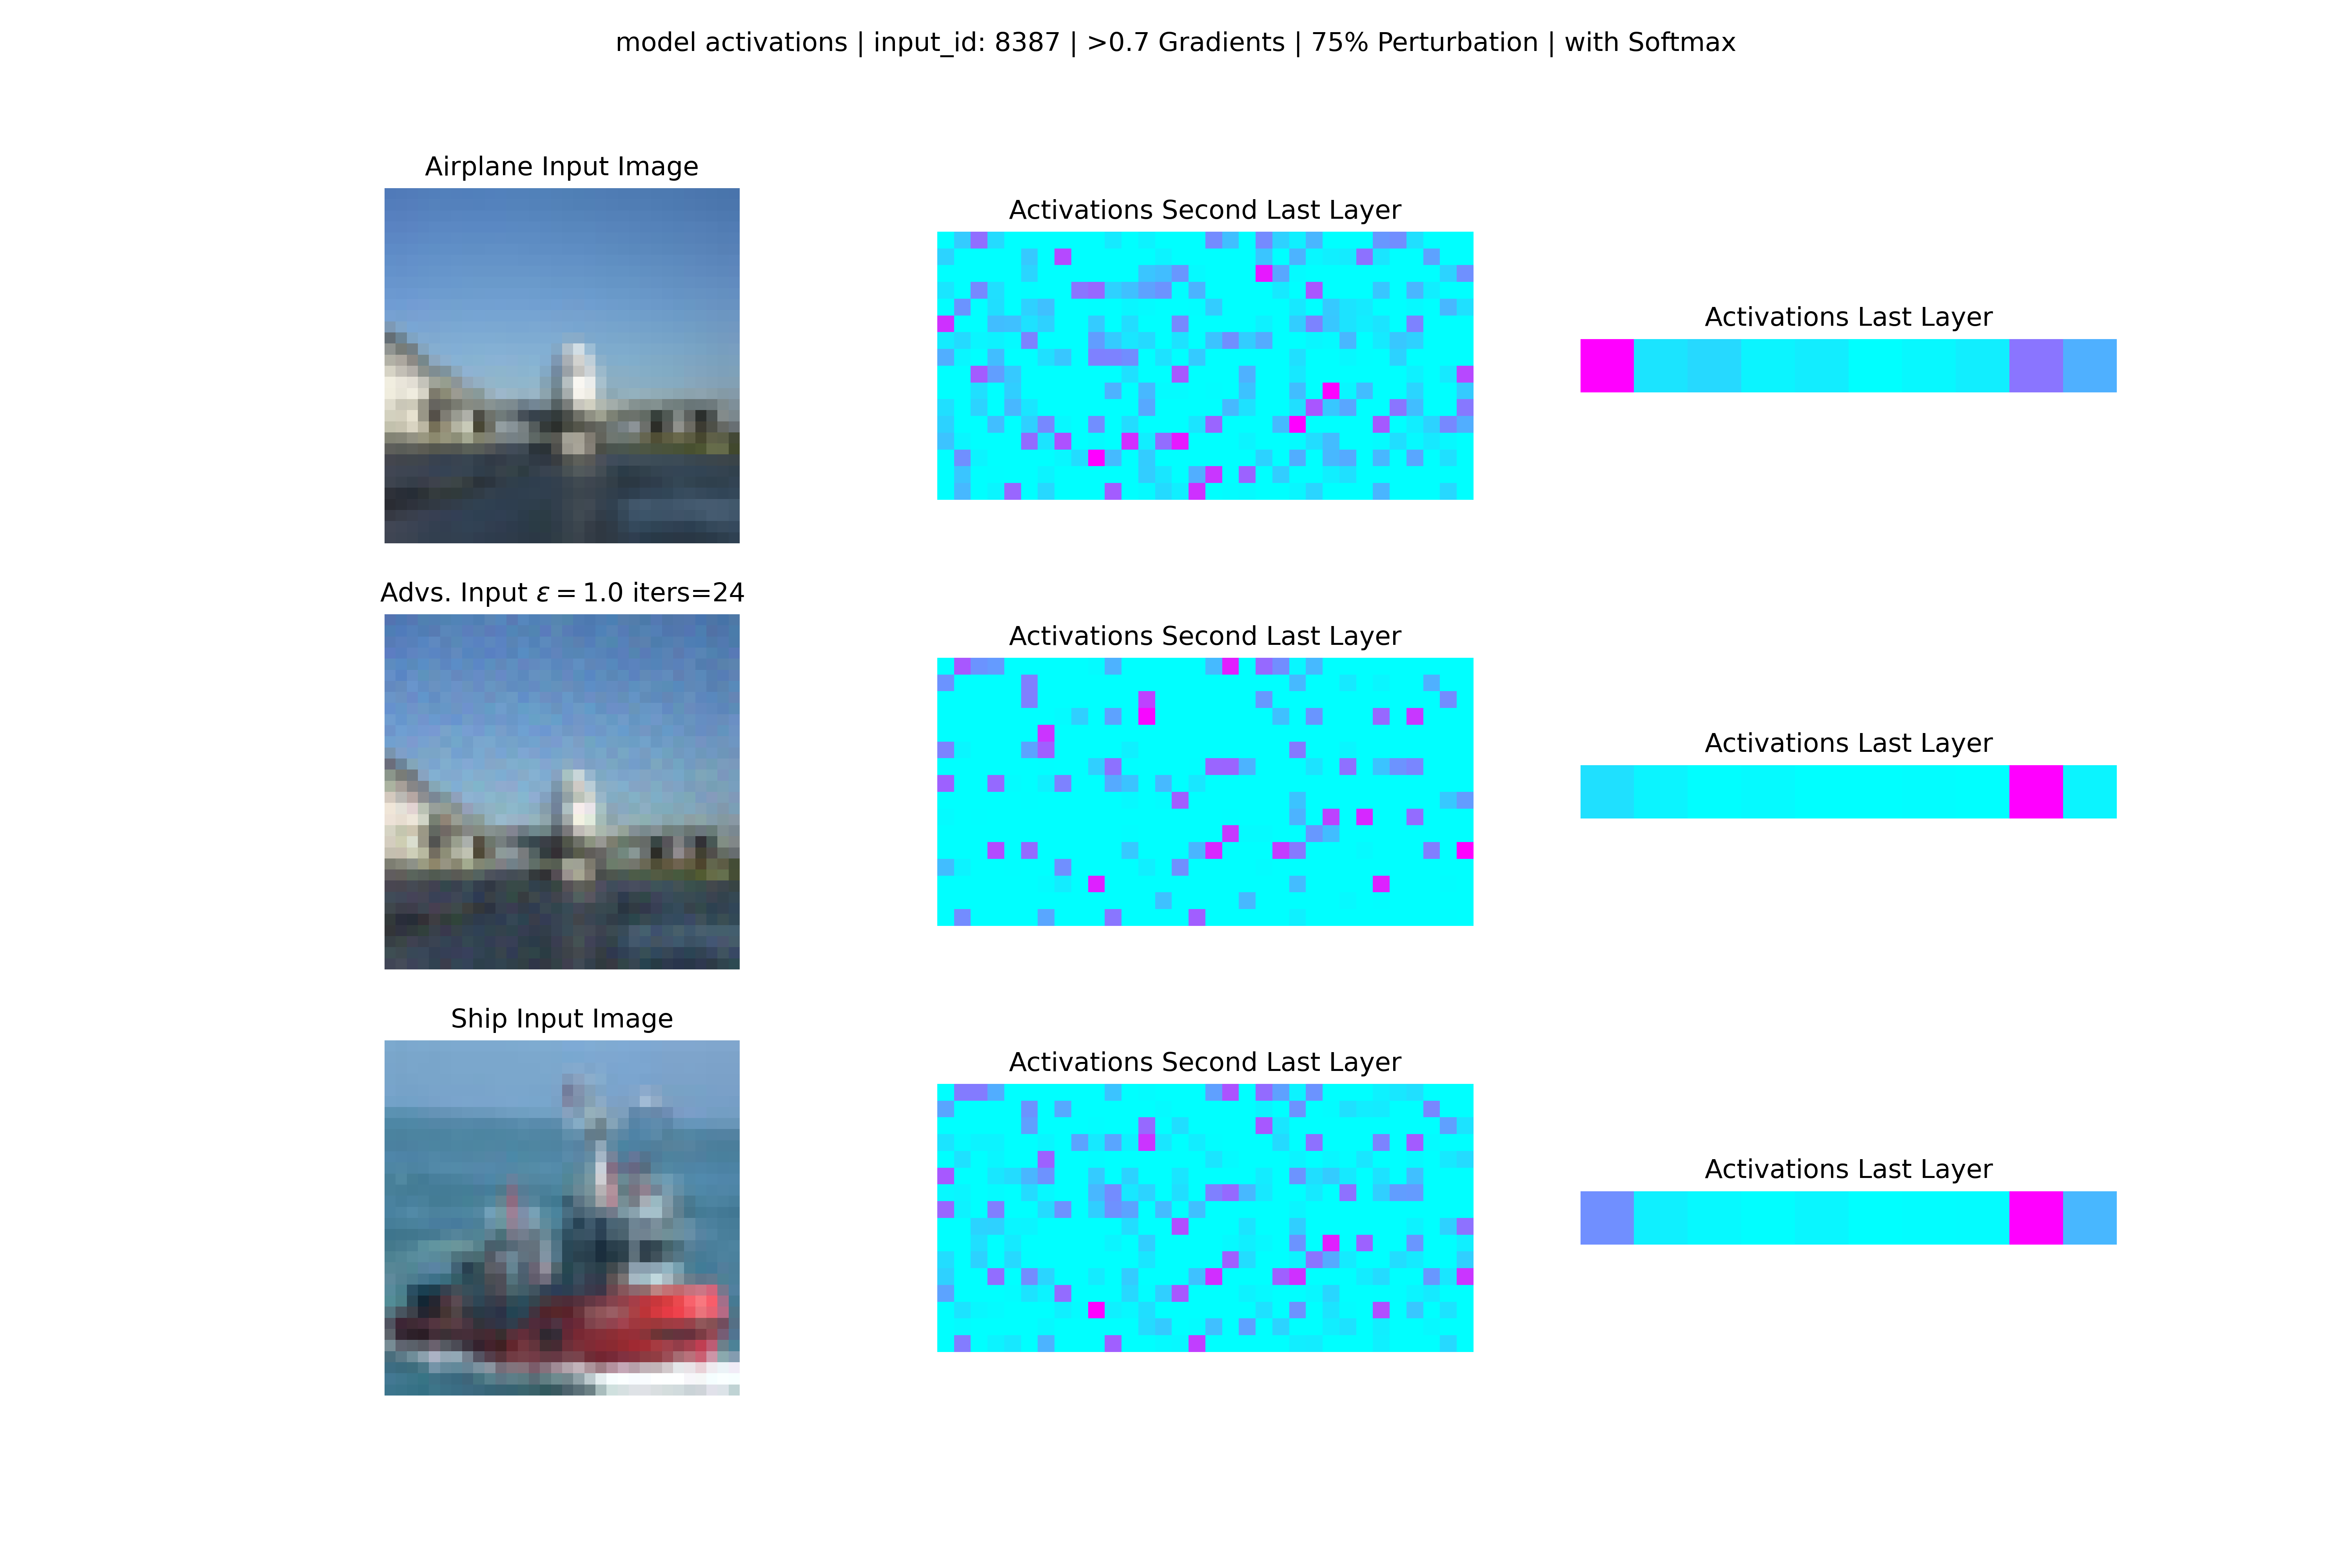 model activations | input_id: 8387 | >0.7 Gradients | 75% Perturbation | with Softmax
Airplane Input Image
Activations Second Last Layer
Activations Last Layer
Advs. Input ε = 1.0 iters=24
Activations Second Last Layer
Activations Last Layer
Ship Input Image
Activations Second Last Layer
Activations Last Layer